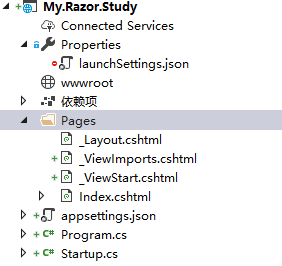 My.Razor.Study
Connected Services
Properties
launchSettings.json
wwwroot
依赖项
Pages
_Layout.cshtml
_ViewImports.cshtml
_ViewStart.cshtml
Index.cshtml
appsettings.json
C# Program.cs
C# Startup.cs